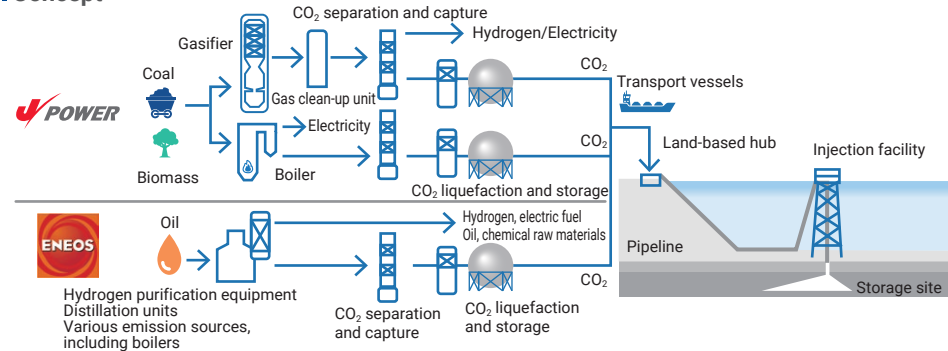 CO₂ separation and capture
Gasifier
Hydrogen/Electricity
Coal
CO₂
Transport vessels
J POWER
Gas clean-up unit
Electricity
CO₂
Land-based hub
Injection facility
Biomass
Boiler
CO₂ liquefaction and storage
Oil
Hydrogen, electric fuel
Oil, chemical raw materials
ENEOS
Pipeline
CO₂
Storage site
Hydrogen purification equipment
Distillation units
Various emission sources,
including boilers
CO₂ separation
and capture
CO₂ liquefaction
and storage